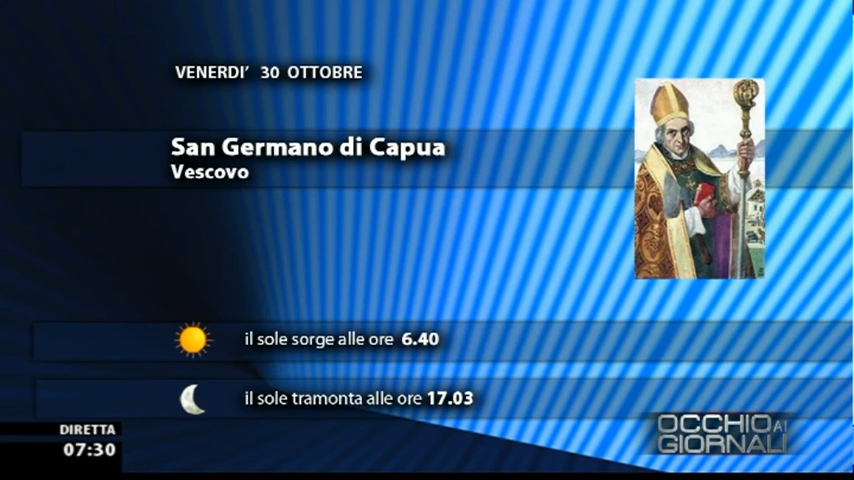 VENERDI' 30 OTTOBRE
San Germano di Capua
Vescovo
il sole sorge alle ore 6.40
il sole tramonta alle ore 17.03
DIRETTA
07:30
OCCHIO AI
GIORNALI